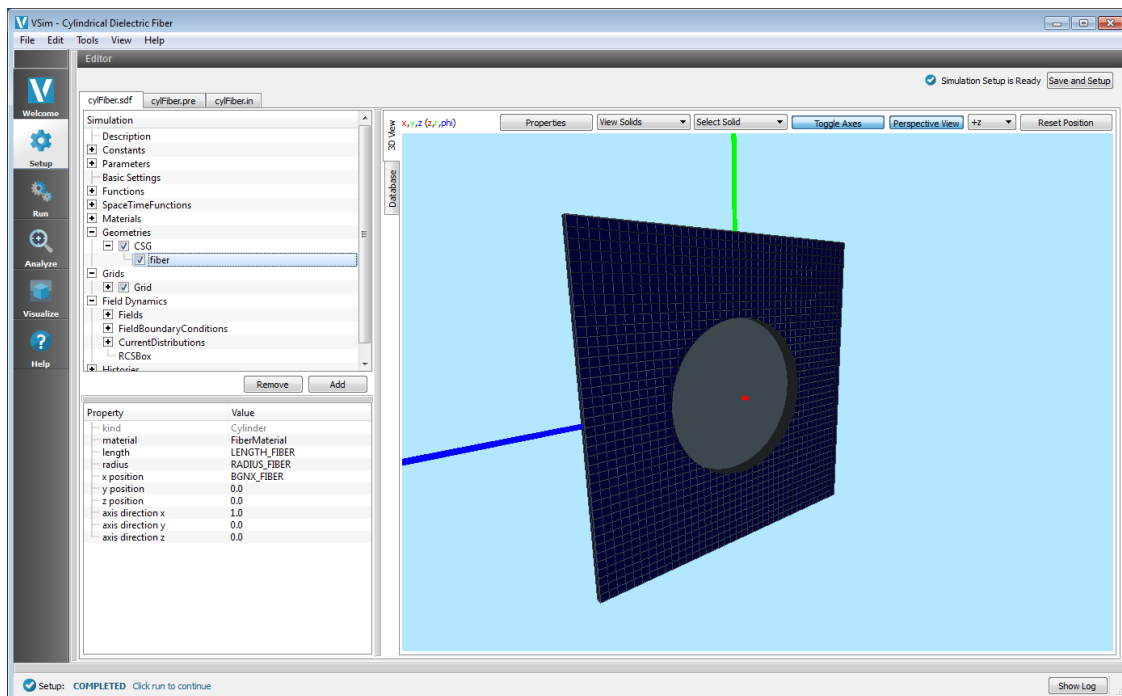 VSim - Cylindrical Dielectric Fiber
File Edit Tools View Help
Editor
Simulation Setup is Ready Save and Setup
cylFiber.sdf cylFiber.pre cylFiber.in
Welcome
Setup
Run
Analyze
Visualize
Help
Simulation
Description
Constants
Parameters
Basic Settings
Functions
SpaceTimeFunctions
Materials
Geometries
CSG
fiber
Grids
Grid
Field Dynamics
Fields
FieldBoundaryConditions
CurrentDistributions
RCSBox
Histories
Remove Add
Property Value
kind Cylinder
material FiberMaterial
length LENGTH_FIBER
radius RADIUS_FIBER
x position BGNX_FIBER
y position 0.0
z position 0.0
axis direction x 1.0
axis direction y 0.0
axis direction z 0.0
3D View
Database
x,y,z (z,r,phi) Properties View Solids Select Solid Toggle Axes Perspective View +z Reset Position
Setup: COMPLETED Click run to continue
Show Log